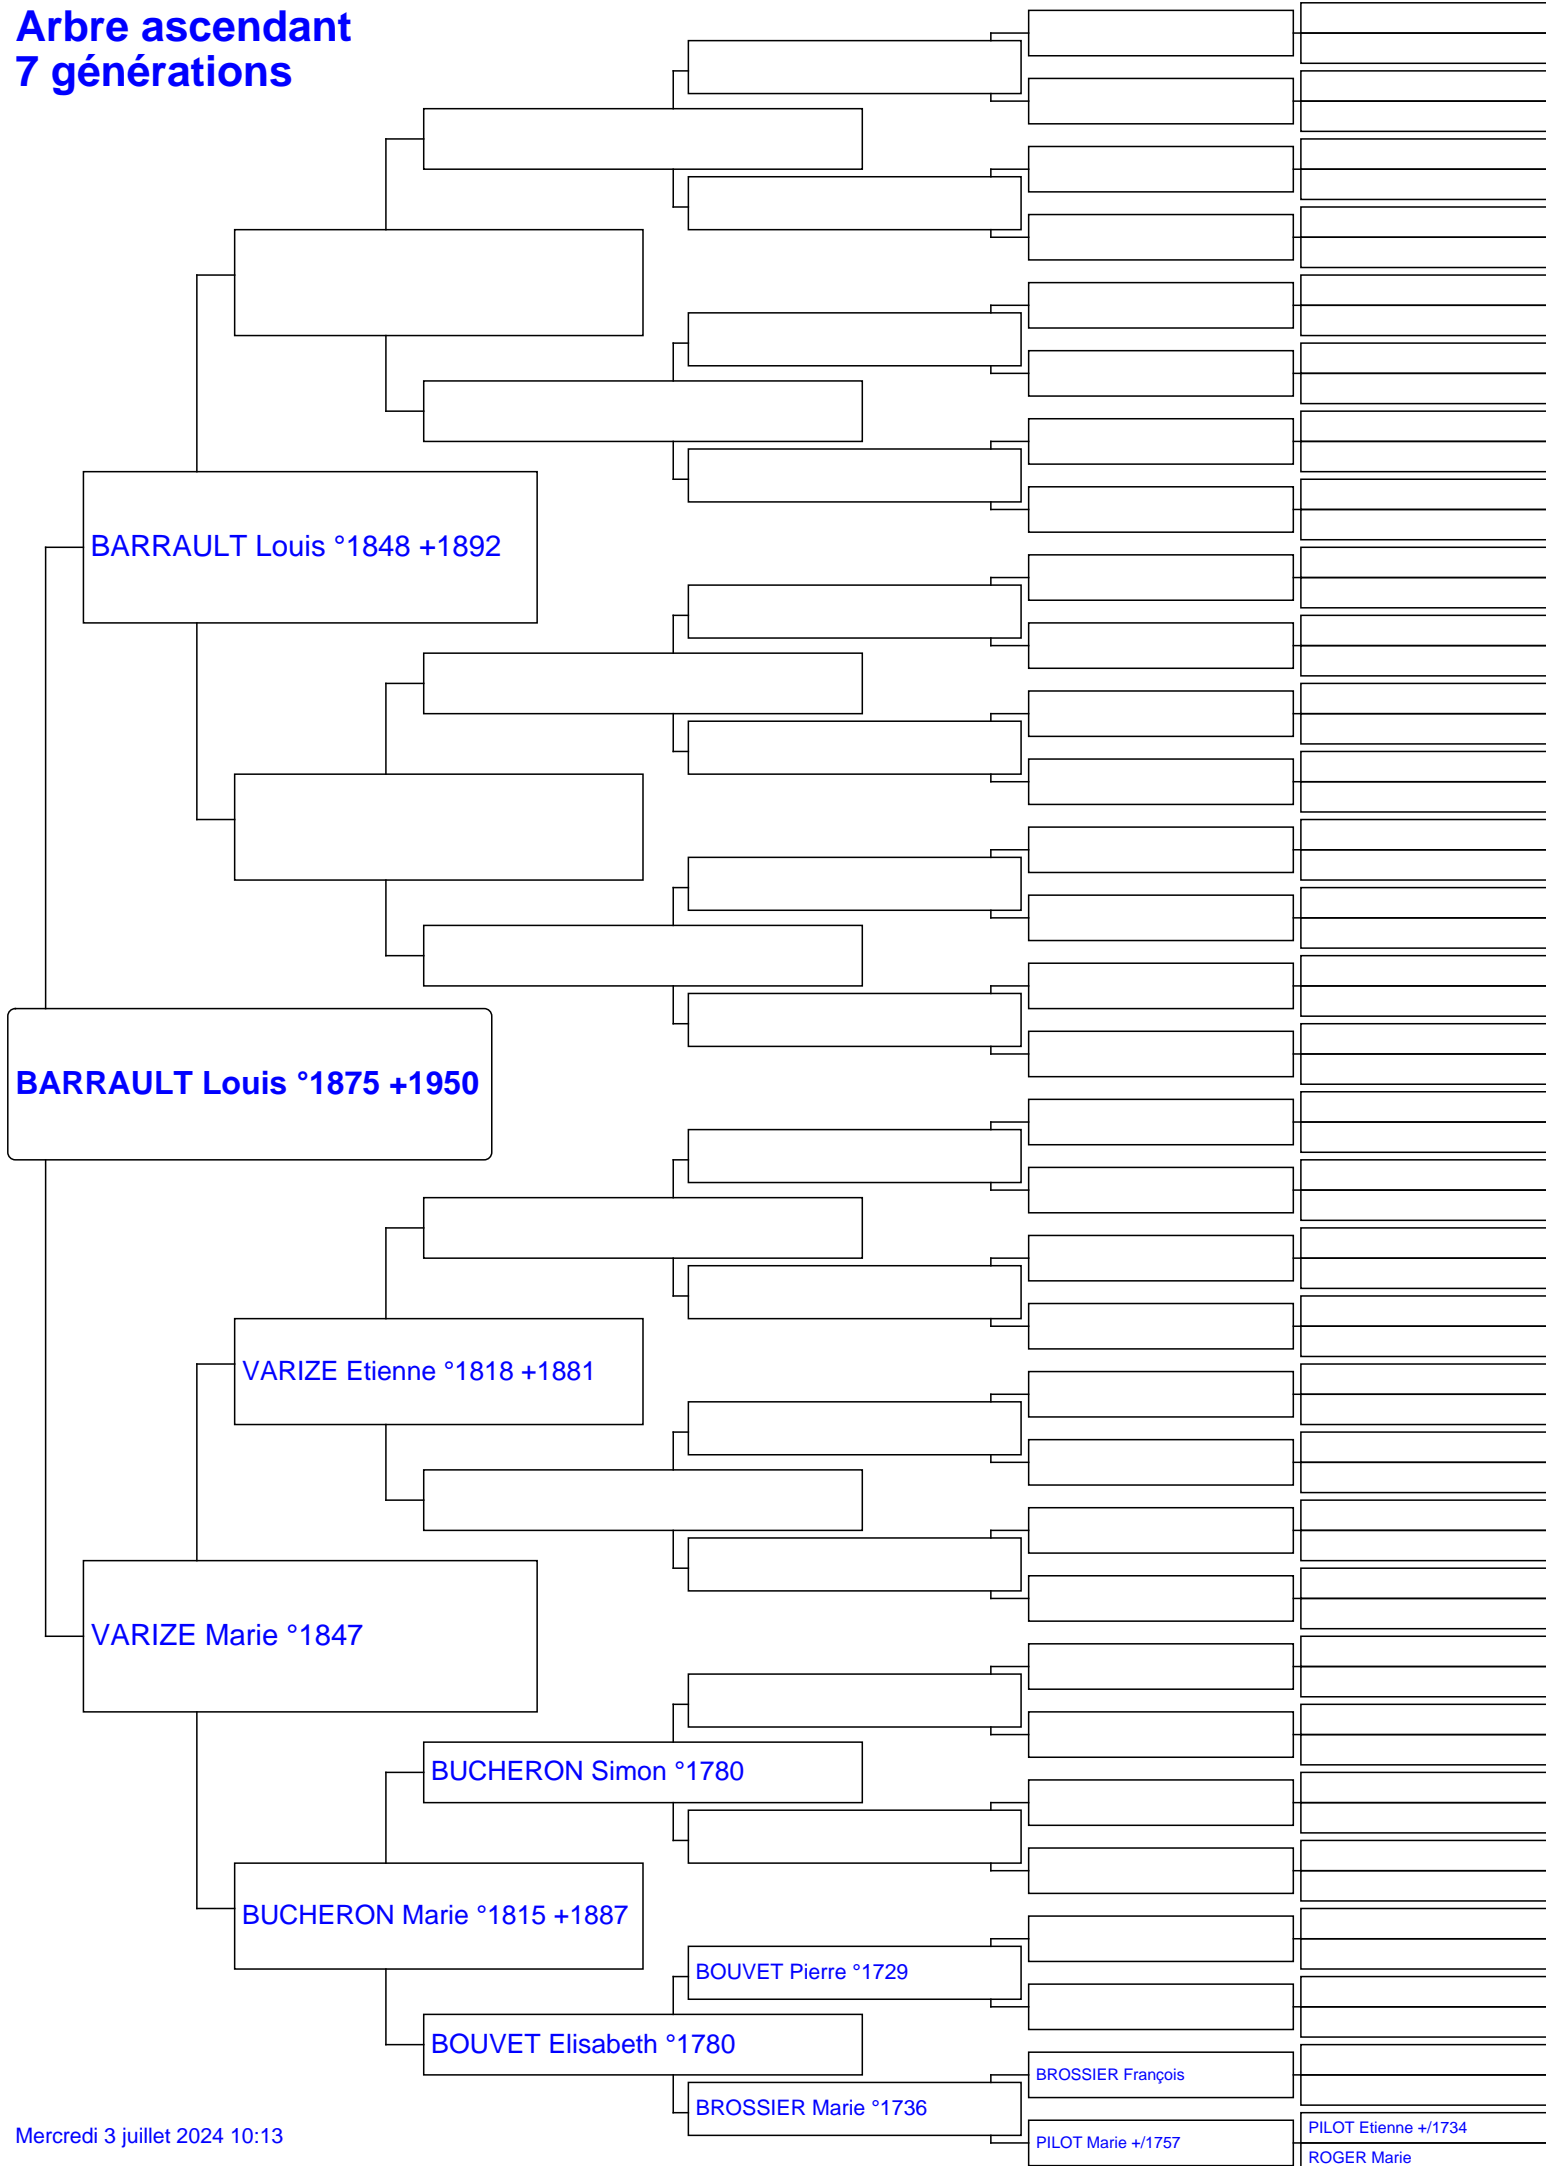 Arbre ascendant
7 générations
BARRAULT Louis °1848 +1892
BARRAULT Louis °1875 +1950
VARIZE Etienne °1818 +1881
VARIZE Marie °1847
BUCHERON Simon °1780
BUCHERON Marie °1815 +1887
BOUVET Pierre °1729
BOUVET Elisabeth °1780
BROSSIER François
BROSSIER Marie °1736
PILOT Etienne +/1734
PILOT Marie +/1757
ROGER Marie
Mercredi 3 juillet 2024 10:13